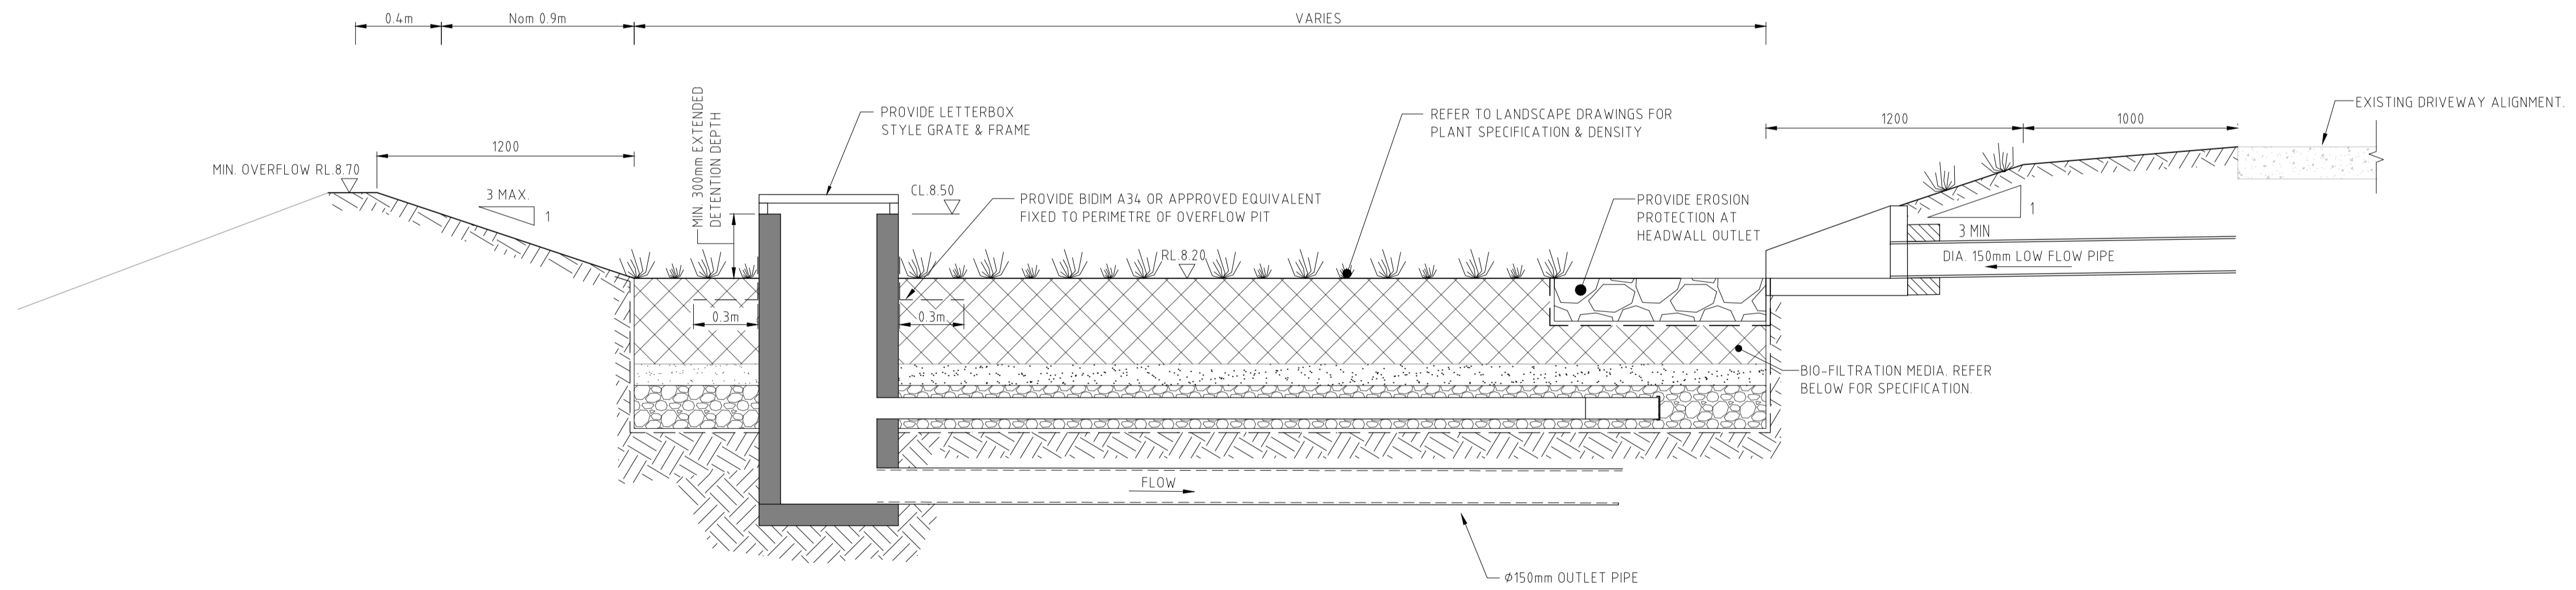 0.4m
Nom 0.9m
VARIES
MIN. 300mm EXTENDED
DETENTION DEPTH
PROVIDE LETTERBOX
STYLE GRATE & FRAME
REFER TO LANDSCAPE DRAWINGS FOR
PLANT SPECIFICATION & DENSITY
EXISTING DRIVEWAY ALIGNMENT.
1200
1000
1200
MIN. OVERFLOW RL.8.70
3 MAX.
1
CL.8.50
PROVIDE BIDIM A34 OR APPROVED EQUIVALENT
FIXED TO PERIMETRE OF OVERFLOW PIT
PROVIDE EROSION
PROTECTION AT
HEADWALL OUTLET
1
3 MIN
RL.8.20
DIA. 150mm LOW FLOW PIPE
0.3m
0.3m
BIO-FILTRATION MEDIA. REFER
BELOW FOR SPECIFICATION.
FLOW
Ø150mm OUTLET PIPE